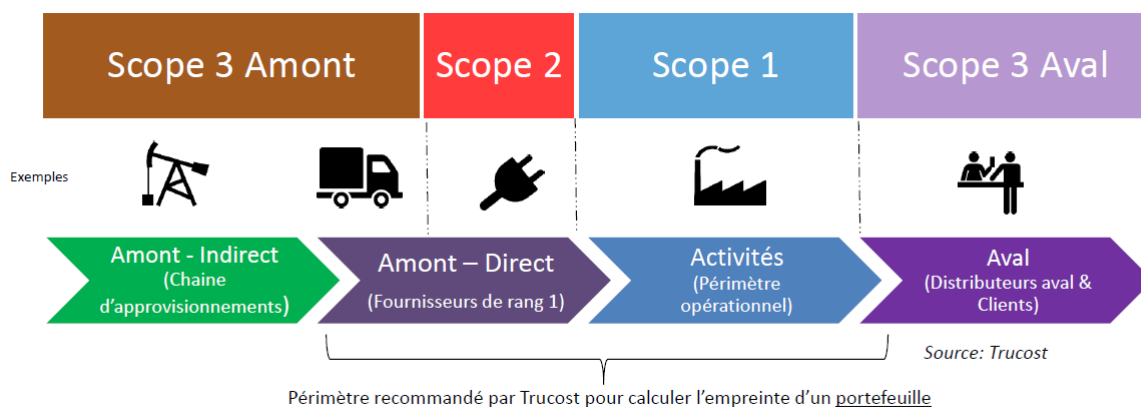 Scope 3 Amont
Scope 2
Scope 1
Scope 3 Aval
Exemples
Amont - Indirect
(Chaine
d’approvisionnements)
Amont – Direct
(Fournisseurs de rang 1)
Activités
(Périmètre
opérationnel)
Aval
(Distributeurs aval &
Clients)
Source: Trucost
Périmètre recommandé par Trucost pour calculer l’empreinte d’un portefeuille